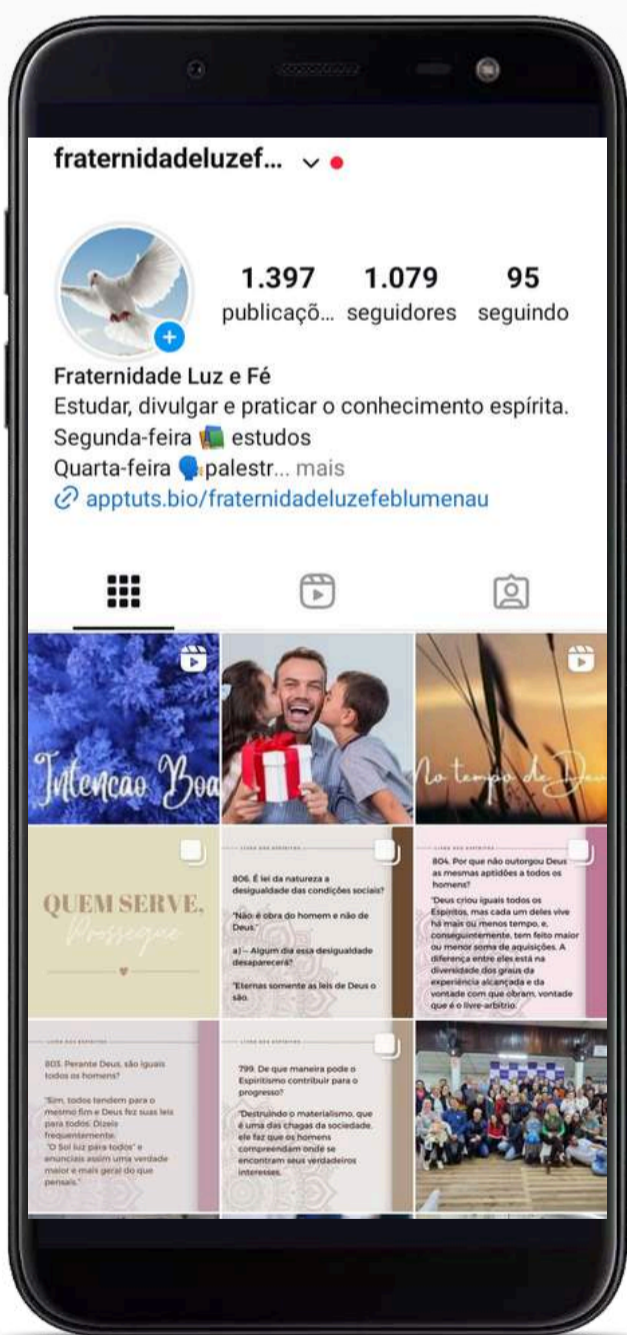 fraternidadeluzef...
1.397
1.079
95
publicaçõ...
seguidores
seguindo
Fraternidade Luz e Fé
Estudar, divulgar e praticar o conhecimento espírita.
Segunda-feira estudos
Quarta-feira palestr... mais
apptuts.bio/fraternidadeluzefeblumenau
Intenção Boa
No tempo de Deu
QUEM SERVE,
Prossegue
806. É lei da natureza a
desigualdade das condições sociais?
"Não; é obra do homem e não de
Deus."
a) – Algum dia essa desigualdade
desaparecerá?
"Eternas somente as leis de Deus o
são.
804. Por que não outorgou Deus
as mesmas aptidões a todos os
homens?
"Deus criou iguais todos os
Espíritos, mas cada um deles vive
há mais ou menos tempo, e,
conseguintemente, tem feito maior
ou menor soma de aquisições. A
diferença entre eles está na
diversidade dos graus da
experiência alcançada e da
vontade com que obram, vontade
que é o livre-arbítrio.
803. Perante Deus, são iguais
todos os homens?
"Sim, todos tendem para o
mesmo fim e Deus fez suas leis
para todos. Dizeis
frequentemente:
"O Sol luz para todos" e
enunciais assim uma verdade
maior e mais geral do que
pensais."
799. De que maneira pode o
Espiritismo contribuir para o
progresso?
"Destruindo o materialismo, que
é uma das chagas da sociedade,
ele faz que os homens
compreendam onde se
encontram seus verdadeiros
interesses.